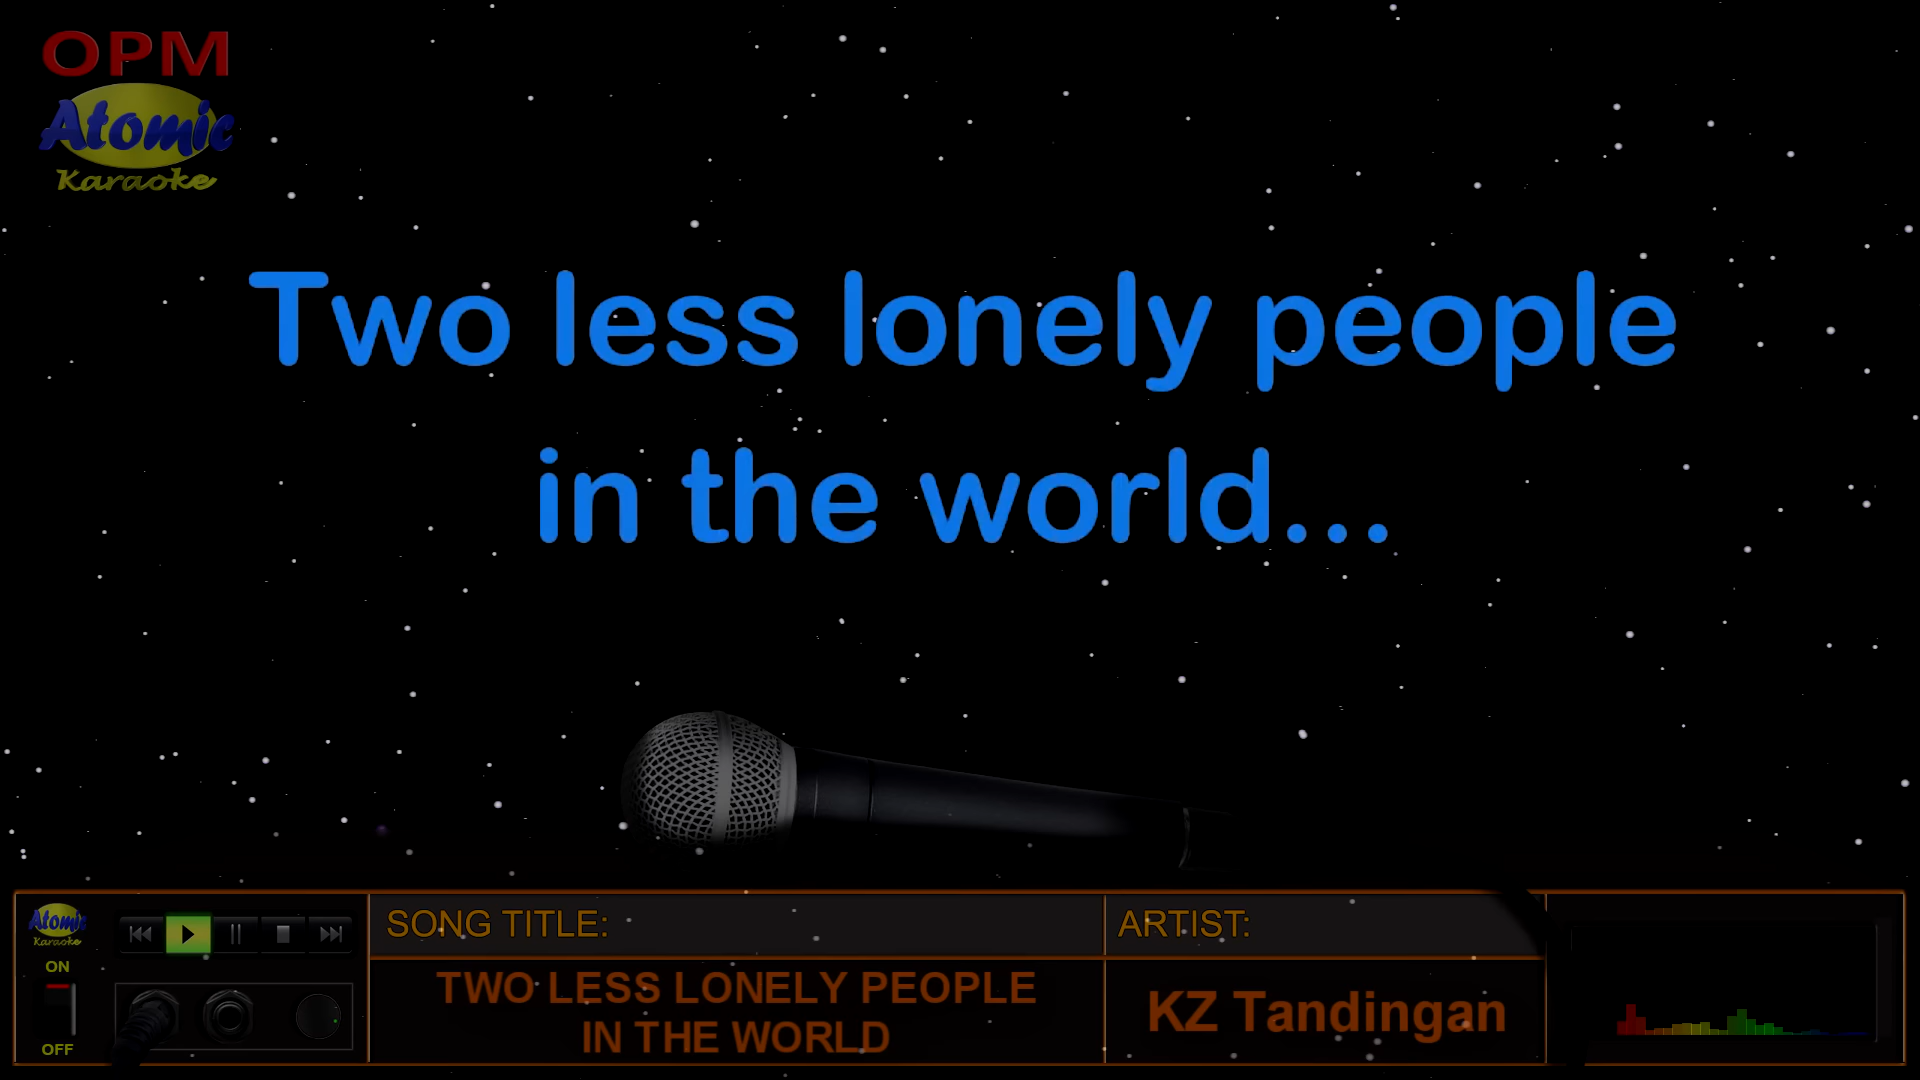 OPM
Atomic
Karaoke
Two less lonely people
in the world...
Atomic
Karaoke
ON
OFF
SONG TITLE:
TWO LESS LONELY PEOPLE
IN THE WORLD
ARTIST:
KZ Tandingan